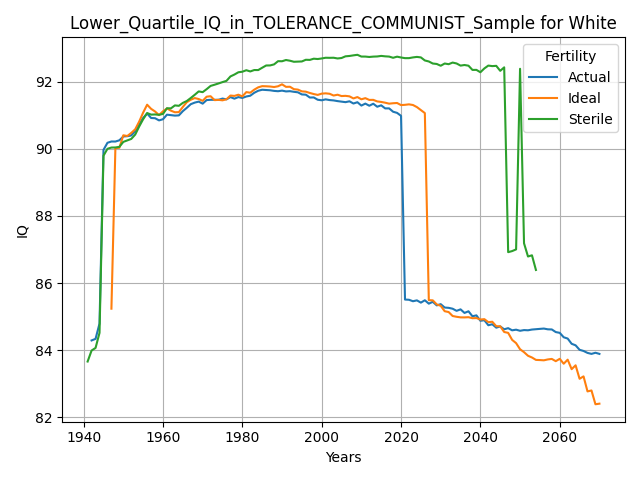 Lower_Quartile_IQ_in_TOLERANCE_COMMUNIST_Sample for White
Fertility
Actual
Ideal
Sterile
IQ
92
90
88
86
84
82
1940
1960
1980
2000
2020
2040
2060
Years